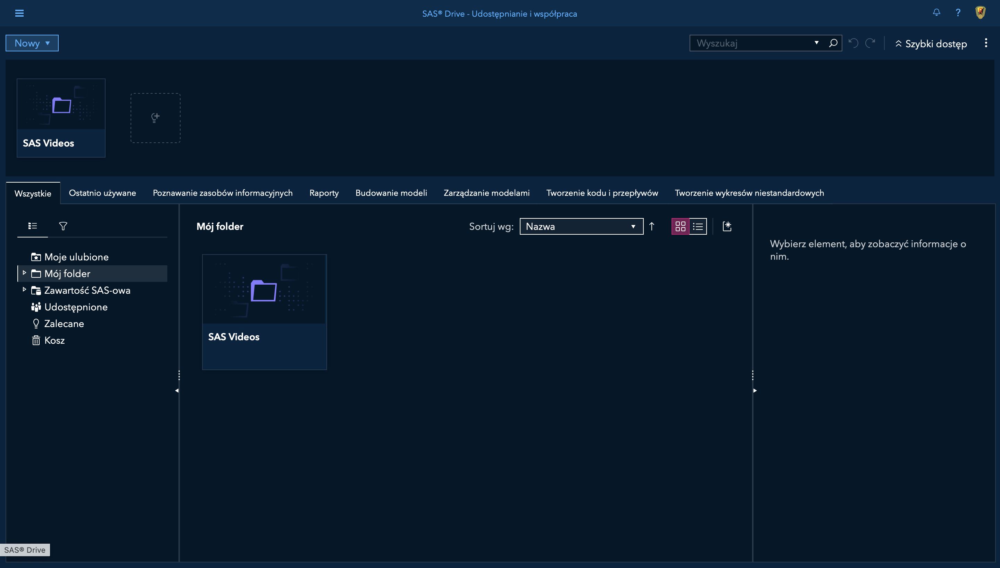 SAS® Drive - Udostępnianie i współpraca
?
Nowy
Wyszukaj
Szybki dostęp
SAS Videos
Wszystkie
Ostatnio używane
Poznawanie zasobów informacyjnych
Raporty
Budowanie modeli
Zarządzanie modelami
Tworzenie kodu i przepływów
Tworzenie wykresów niestandardowych
Moje ulubione
Mój folder
Zawartość SAS-owa
Udostępnione
Zalecane
Kosz
Mój folder
Sortuj wg:
Nazwa
SAS Videos
Wybierz element, aby zobaczyć informacje o
nim.
SAS® Drive